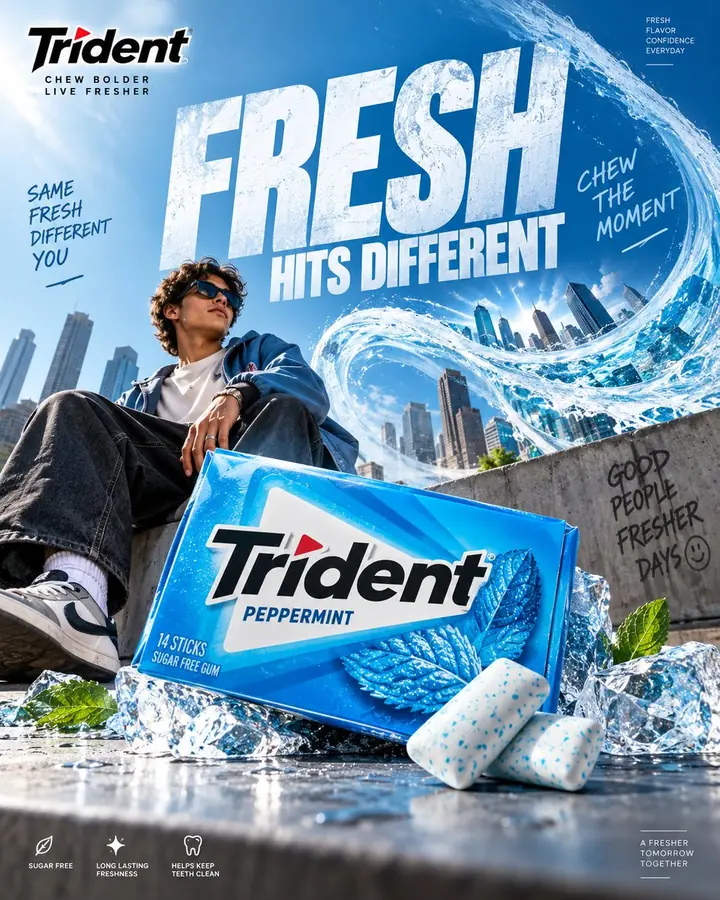 Trident
CHEW BOLDER
LIVE FRESHER
FRESH
FLAVOR
CONFIDENCE
EVERYDAY
FRESH
HITS DIFFERENT
SAME
FRESH
DIFFERENT
YOU
CHEW
THE
MOMENT
GOOD
PEOPLE
FRESHER
DAYS
Trident®
PEPPERMINT
14 STICKS
SUGAR FREE GUM
SUGAR FREE
LONG LASTING
FRESHNESS
HELPS KEEP
TEETH CLEAN
A FRESHER
TOMORROW
TOGETHER